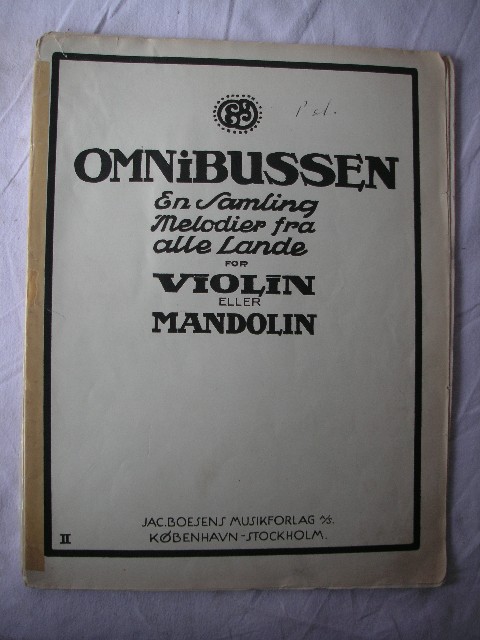 OMNiBUSSEN
En Samling
Melodier fra
alle Lande
FOR
VIOLIN
ELLER
MANDOLIN
JAC. BOESENS MUSIKFORLAG A/S.
KØBENHAVN - STOCKHOLM.
II